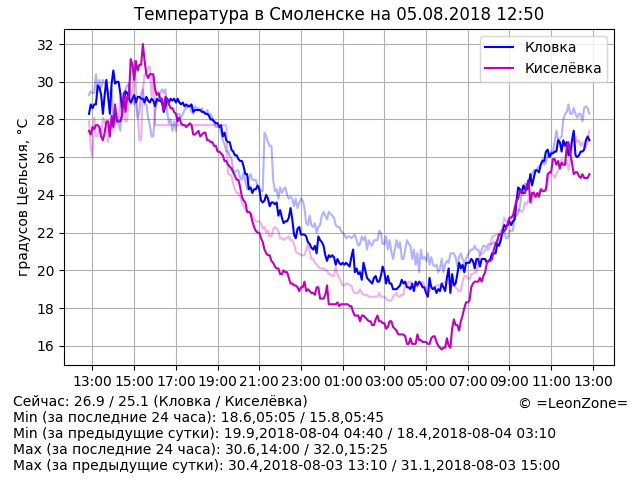 Температура в Смоленске на 05.08.2018 12:50
градусов Цельсия, °C
32
30
28
26
24
22
20
18
16
Кловка
Киселёвка
13:00 15:00 17:00 19:00 21:00 23:00 01:00 03:00 05:00 07:00 09:00 11:00 13:00
Сейчас: 26.9 / 25.1 (Кловка / Киселёвка)
© =LeonZone=
Min (за последние 24 часа): 18.6,05:05 / 15.8,05:45
Min (за предыдущие сутки): 19.9,2018-08-04 04:40 / 18.4,2018-08-04 03:10
Max (за последние 24 часа): 30.6,14:00 / 32.0,15:25
Max (за предыдущие сутки): 30.4,2018-08-03 13:10 / 31.1,2018-08-03 15:00